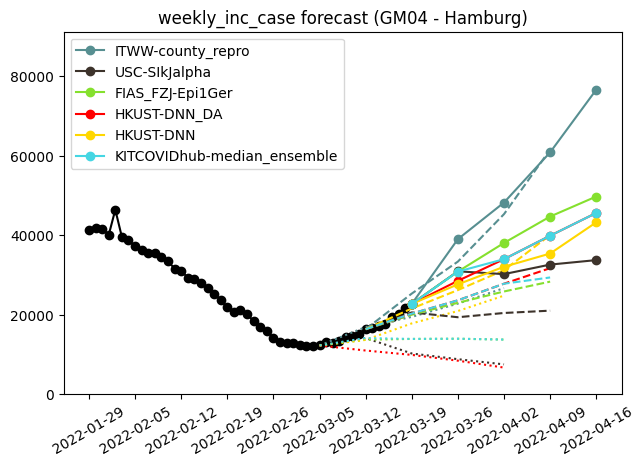 weekly_inc_case forecast (GM04 - Hamburg)
ITWW-county_repro
USC-SIkJalpha
FIAS_FZJ-Epi1Ger
HKUST-DNN_DA
HKUST-DNN
KITCOVIDhub-median_ensemble
80000
60000
40000
20000
0
2022-01-29
2022-02-05
2022-02-12
2022-02-19
2022-02-26
2022-03-05
2022-03-12
2022-03-19
2022-03-26
2022-04-02
2022-04-09
2022-04-16